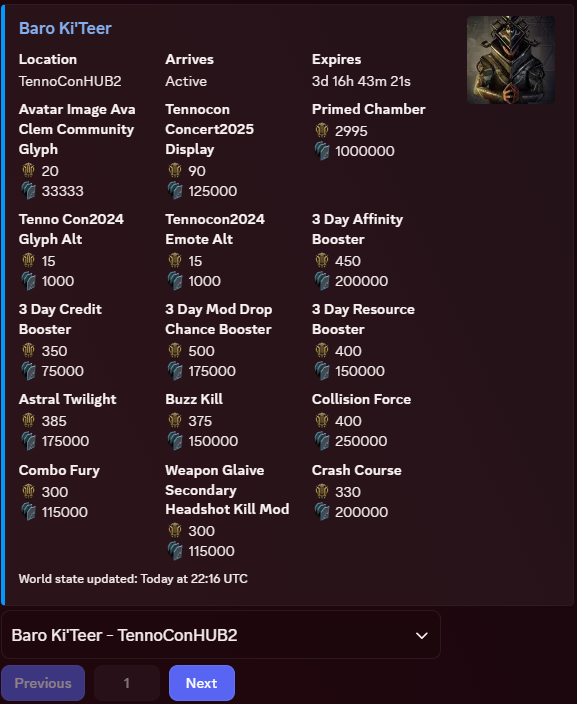 Baro Ki'Teer
Location
TennoConHUB2
Arrives
Active
Expires
3d 16h 43m 21s
Avatar Image Ava
Clem Community
Glyph
20
33333
Tennocon
Concert2025
Display
90
125000
Primed Chamber
2995
1000000
Tenno Con2024
Glyph Alt
15
1000
Tennocon2024
Emote Alt
15
1000
3 Day Affinity
Booster
450
200000
3 Day Credit
Booster
350
75000
3 Day Mod Drop
Chance Booster
500
175000
3 Day Resource
Booster
400
150000
Astral Twilight
385
175000
Buzz Kill
375
150000
Collision Force
400
250000
Combo Fury
300
115000
Weapon Glaive
Secondary
Headshot Kill Mod
300
115000
Crash Course
330
200000
World state updated: Today at 22:16 UTC
Baro Ki'Teer - TennoConHUB2
Previous
1
Next